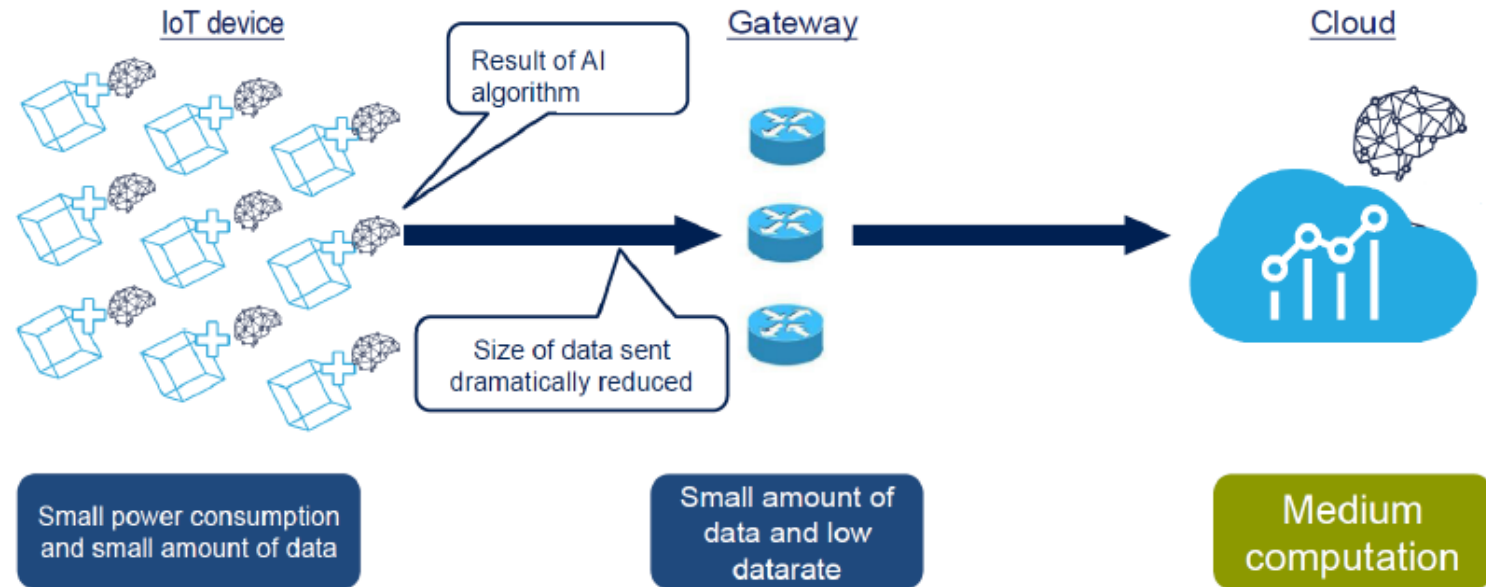 IoT device
Gateway
Cloud
Result of AI
algorithm
Size of data sent
dramatically reduced
Small power consumption
and small amount of data
Small amount of
data and low
datarate
Medium
computation